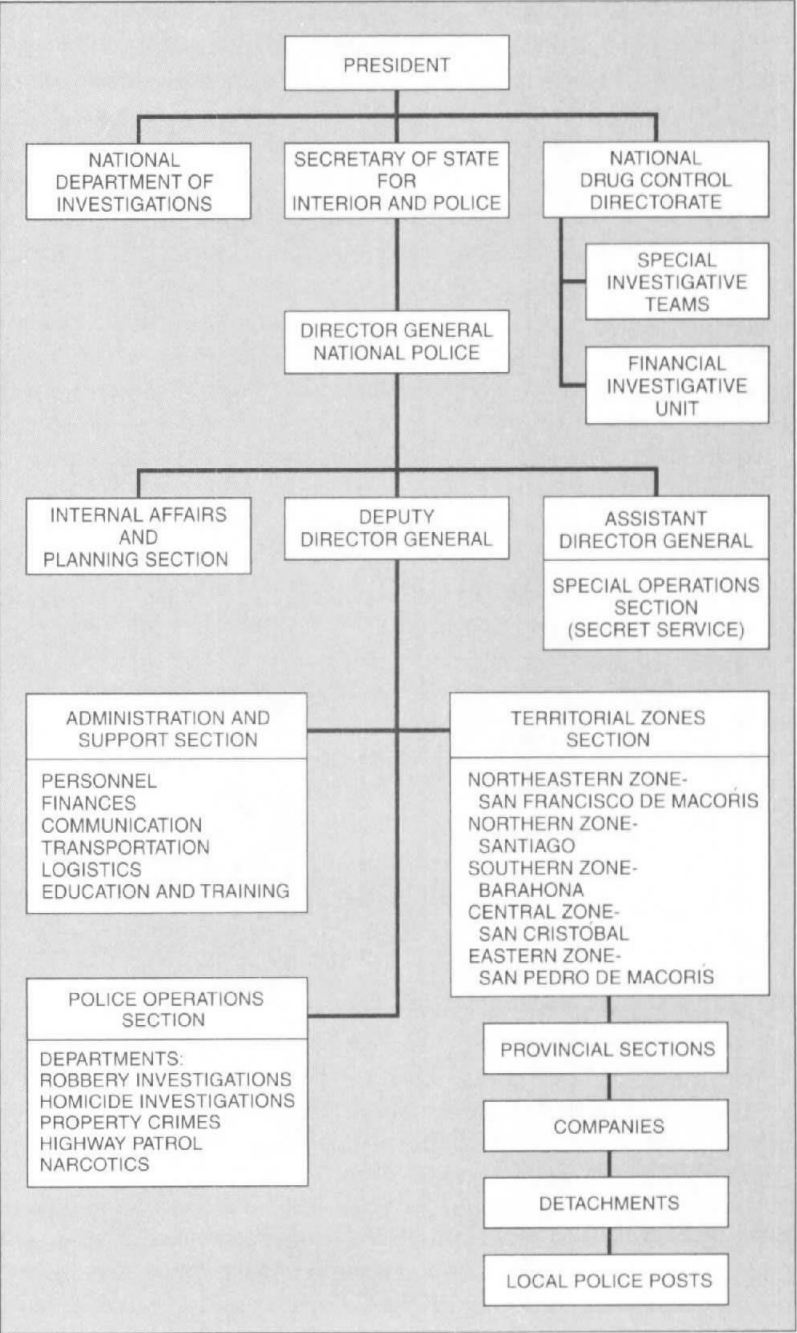 PRESIDENT
NATIONAL
DEPARTMENT OF
INVESTIGATIONS
SECRETARY OF STATE
FOR
INTERIOR AND POLICE
NATIONAL
DRUG CONTROL
DIRECTORATE
SPECIAL
INVESTIGATIVE
TEAMS
FINANCIAL
INVESTIGATIVE
UNIT
DIRECTOR GENERAL
NATIONAL POLICE
INTERNAL AFFAIRS
AND
PLANNING SECTION
DEPUTY
DIRECTOR GENERAL
ASSISTANT
DIRECTOR GENERAL
SPECIAL OPERATIONS
SECTION
(SECRET SERVICE)
ADMINISTRATION AND
SUPPORT SECTION
PERSONNEL
FINANCES
COMMUNICATION
TRANSPORTATION
LOGISTICS
EDUCATION AND TRAINING
TERRITORIAL ZONES
SECTION
NORTHEASTERN ZONE-
SAN FRANCISCO DE MACORÍS
NORTHERN ZONE-
SANTIAGO
SOUTHERN ZONE-
BARAHONA
CENTRAL ZONE-
SAN CRISTÓBAL
EASTERN ZONE-
SAN PEDRO DE MACORÍS
POLICE OPERATIONS
SECTION
DEPARTMENTS:
ROBBERY INVESTIGATIONS
HOMICIDE INVESTIGATIONS
PROPERTY CRIMES
HIGHWAY PATROL
NARCOTICS
PROVINCIAL SECTIONS
COMPANIES
DETACHMENTS
LOCAL POLICE POSTS